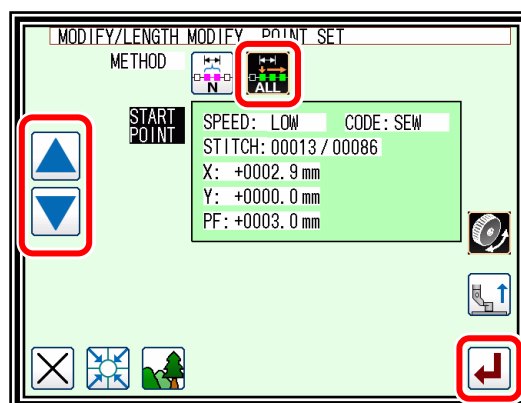 MODIFY/LENGTH MODIFY POINT SET
METHOD
N
ALL
START
POINT
SPEED: LOW CODE: SEW
STITCH: 00013 / 00086
X: +0002.9 mm
Y: +0000.0 mm
PF: +0003.0 mm